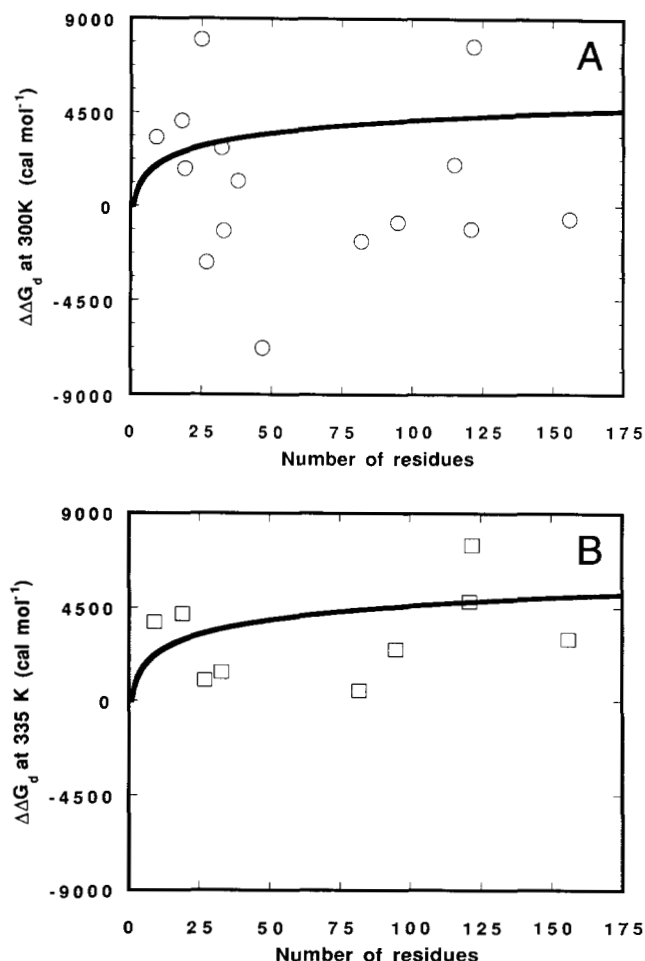 A
9000
4500
0
-4500
-9000
ΔΔG_d at 300K (cal mol⁻¹)
0 25 50 75 100 125 150 175
Number of residues
B
9000
4500
0
-4500
-9000
ΔΔG_d at 335 K (cal mol⁻¹)
0 25 50 75 100 125 150 175
Number of residues